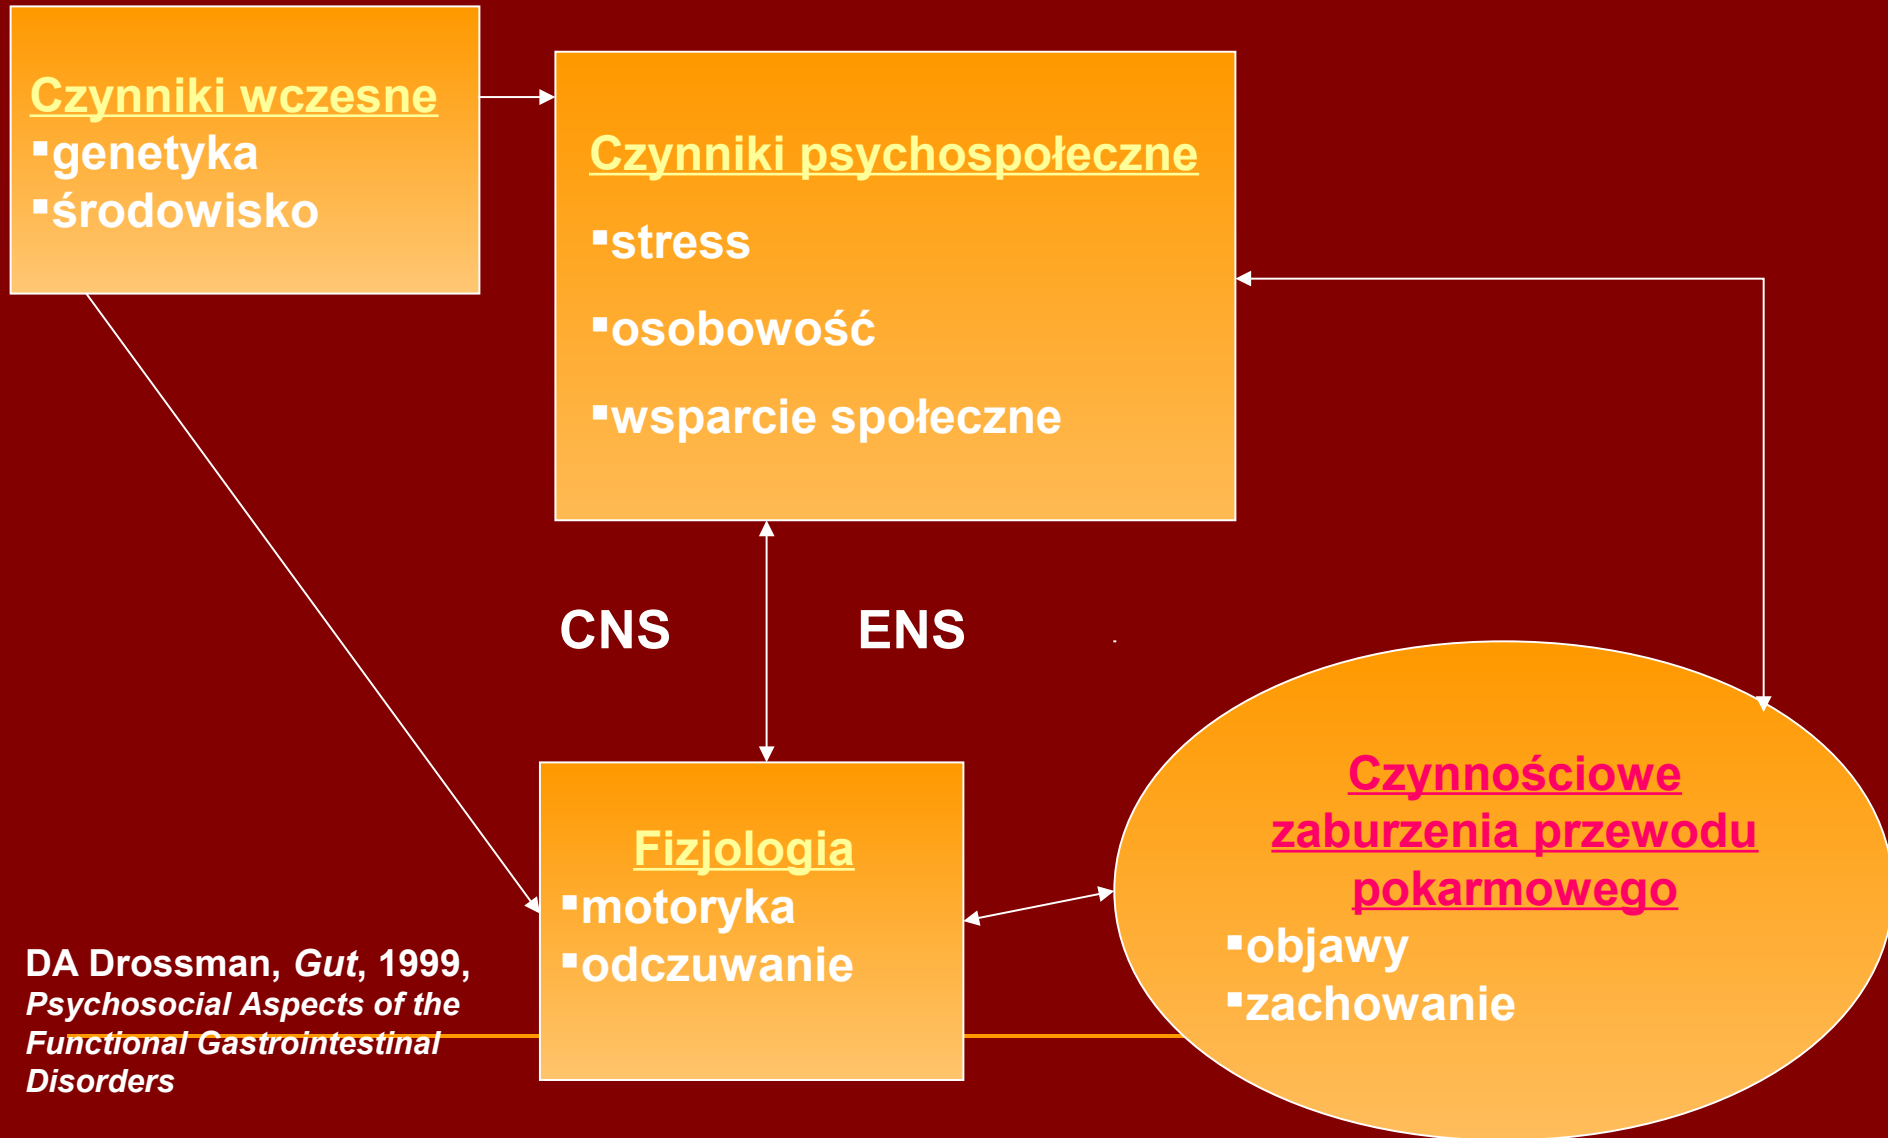 Czynniki wczesne
▪genetyka
▪środowisko
Czynniki psychospołeczne
▪stress
▪osobowość
▪wsparcie społeczne
CNS ENS
Fizjologia
▪motoryka
▪odczuwanie
Czynnościowe
zaburzenia przewodu
pokarmowego
▪objawy
▪zachowanie
DA Drossman, Gut, 1999,
Psychosocial Aspects of the
Functional Gastrointestinal
Disorders